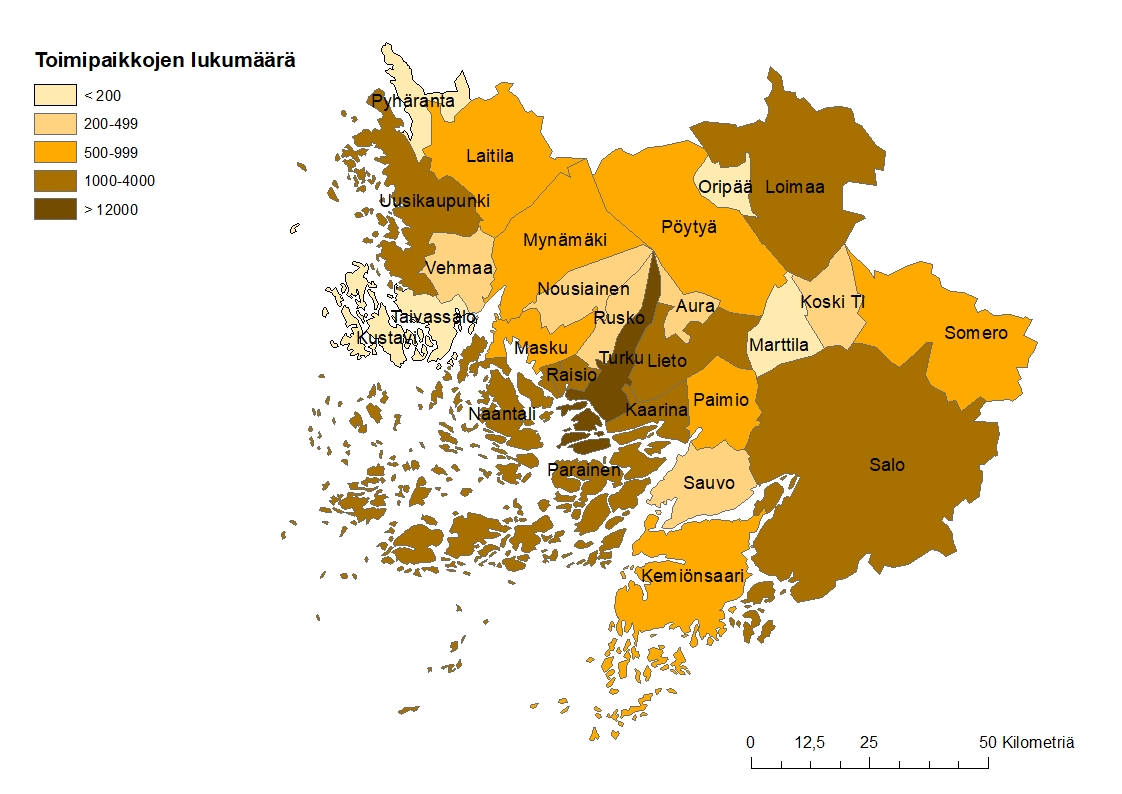 Toimipaikkojen lukumäärä
< 200
200-499
500-999
1000-4000
> 12000
Pyhäranta
Laitila
Oripää
Loimaa
Uusikaupunki
Pöytyä
Mynämäki
Vehmaa
Nousiainen
Koski Tl
Aura
Taivassalo
Rusko
Somero
Kustavi
Marttila
Masku
Turku
Lieto
Raisio
Paimio
Naantali
Kaarina
Salo
Parainen
Sauvo
Kemiönsaari
0 12,5 25 50 Kilometriä